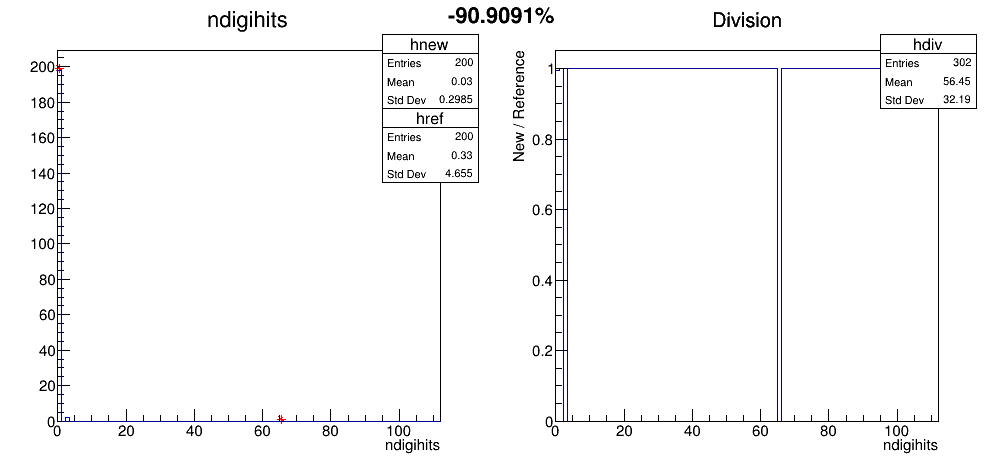 -90.9091%
ndigihits
hnew
Entries 200
Mean 0.03
Std Dev 0.2985
href
Entries 200
Mean 0.33
Std Dev 4.655
200
180
160
140
120
100
80
60
40
20
0
0 20 40 60 80 100
ndigihits
Division
hdiv
Entries 302
Mean 56.45
Std Dev 32.19
New / Reference
1
0.8
0.6
0.4
0.2
0
0 20 40 60 80 100
ndigihits